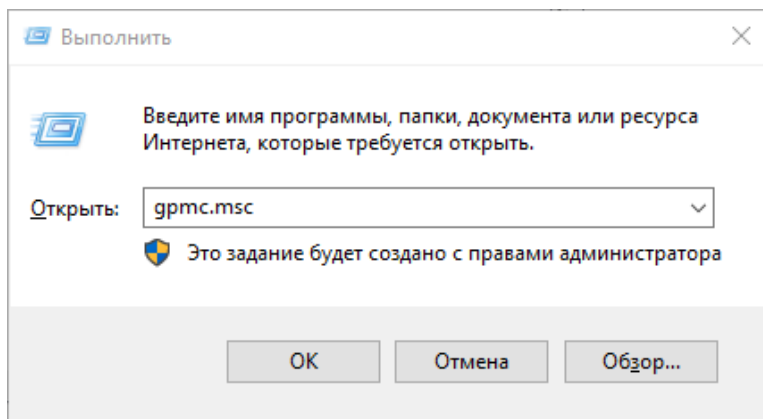 Выполнить
Введите имя программы, папки, документа или ресурса
Интернета, которые требуется открыть.
Открыть: gpmc.msc
Это задание будет создано с правами администратора
ОК Отмена Обзор...